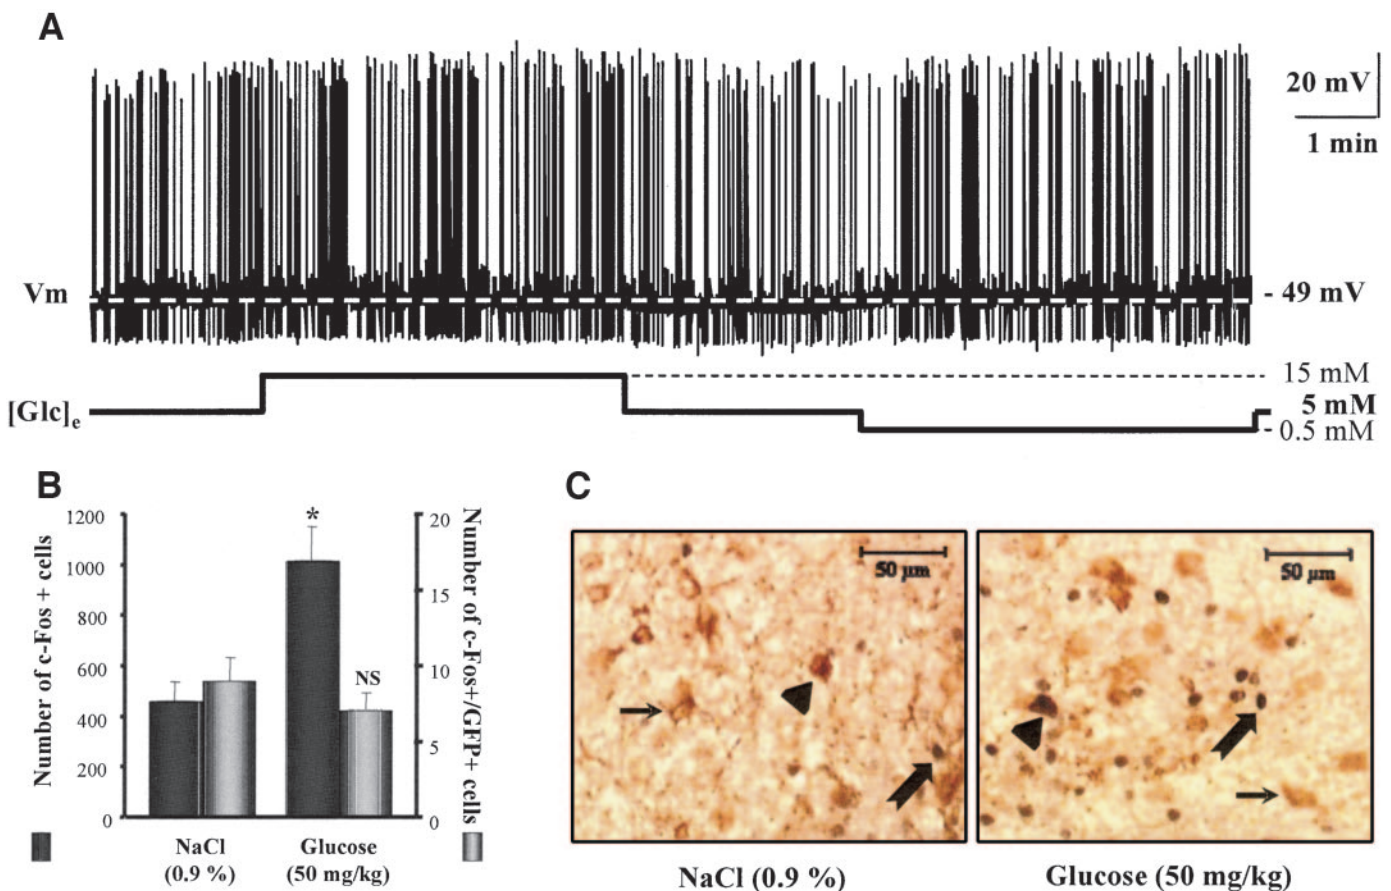 A
20 mV
1 min
Vm
- 49 mV
15 mM
[Glc]e
5 mM
0.5 mM
B
1200
1000
800
600
400
200
0
Number of c-Fos + cells
*
NS
20
15
10
5
0
Number of c-Fos+/GFP+ cells
NaCl
(0.9 %)
Glucose
(50 mg/kg)
C
50 µm
50 µm
NaCl (0.9 %)
Glucose (50 mg/kg)